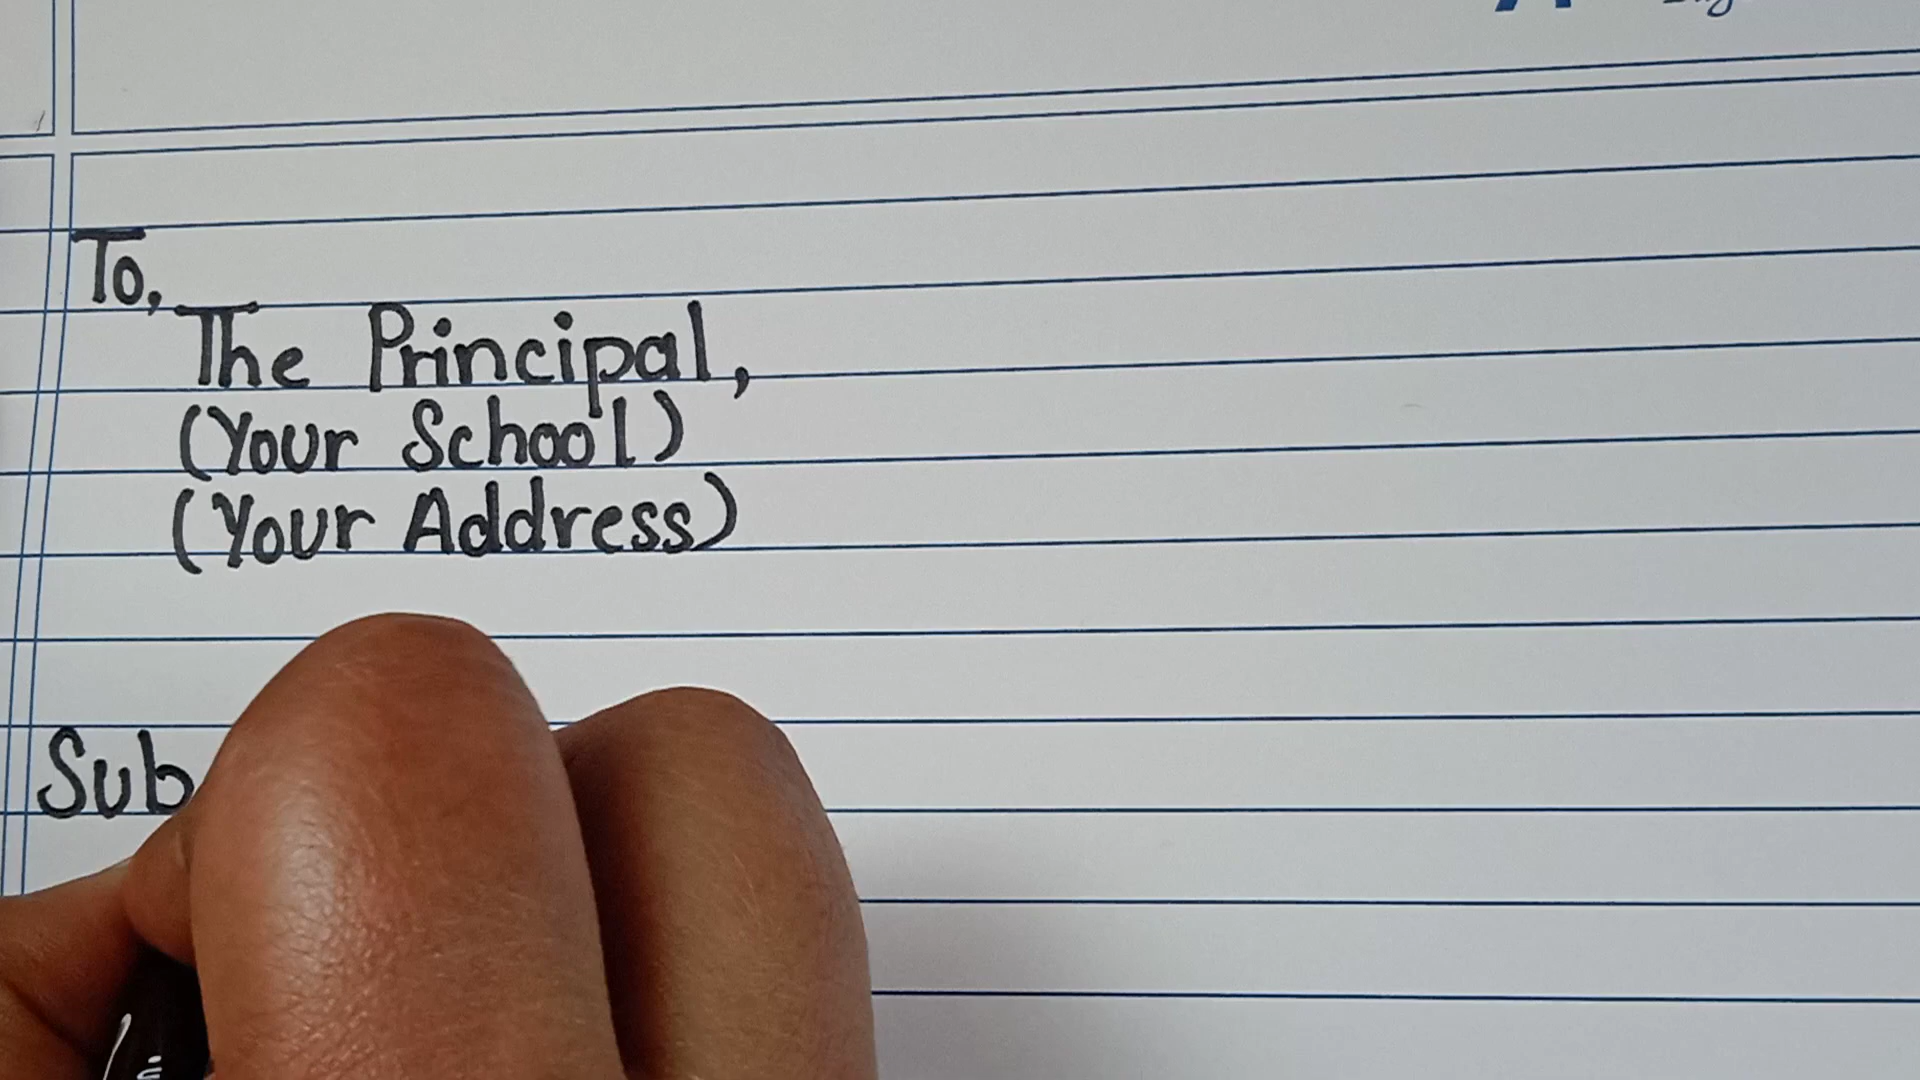 To,
The Principal,
(Your School)
(Your Address)
Sub